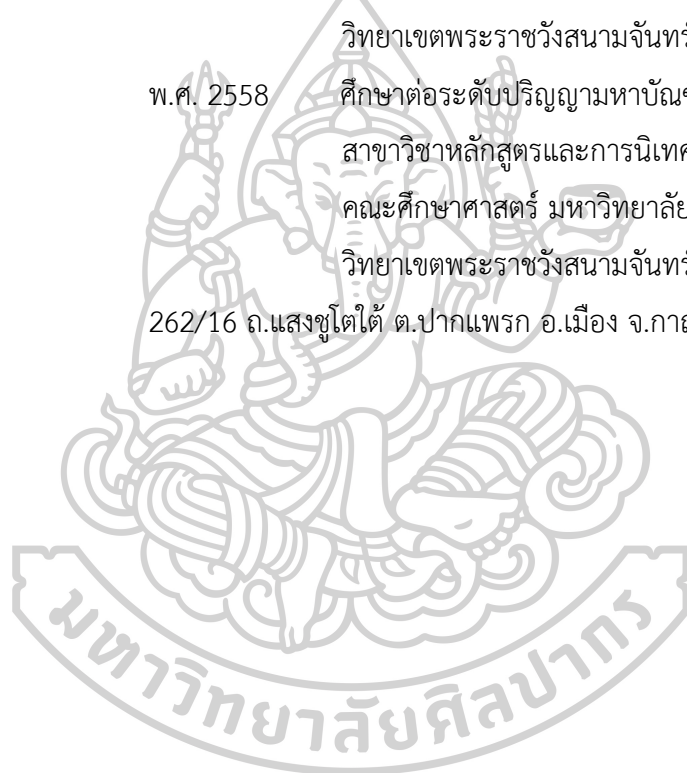 วิทยาเขตพระราชวังสนามจันทร์
พ.ศ. 2558 ศึกษาต่อระดับปริญญามหาบัณฑ
สาขาวิชาหลักสูตรและการนิเทศ
คณะศึกษาศาสตร์ มหาวิทยาลัย
วิทยาเขตพระราชวังสนามจันทร์
262/16 ถ.แสงชูโตใต้ ต.ปากแพรก อ.เมือง จ.กาญ
มหาวิทยาลัยศิลปากร